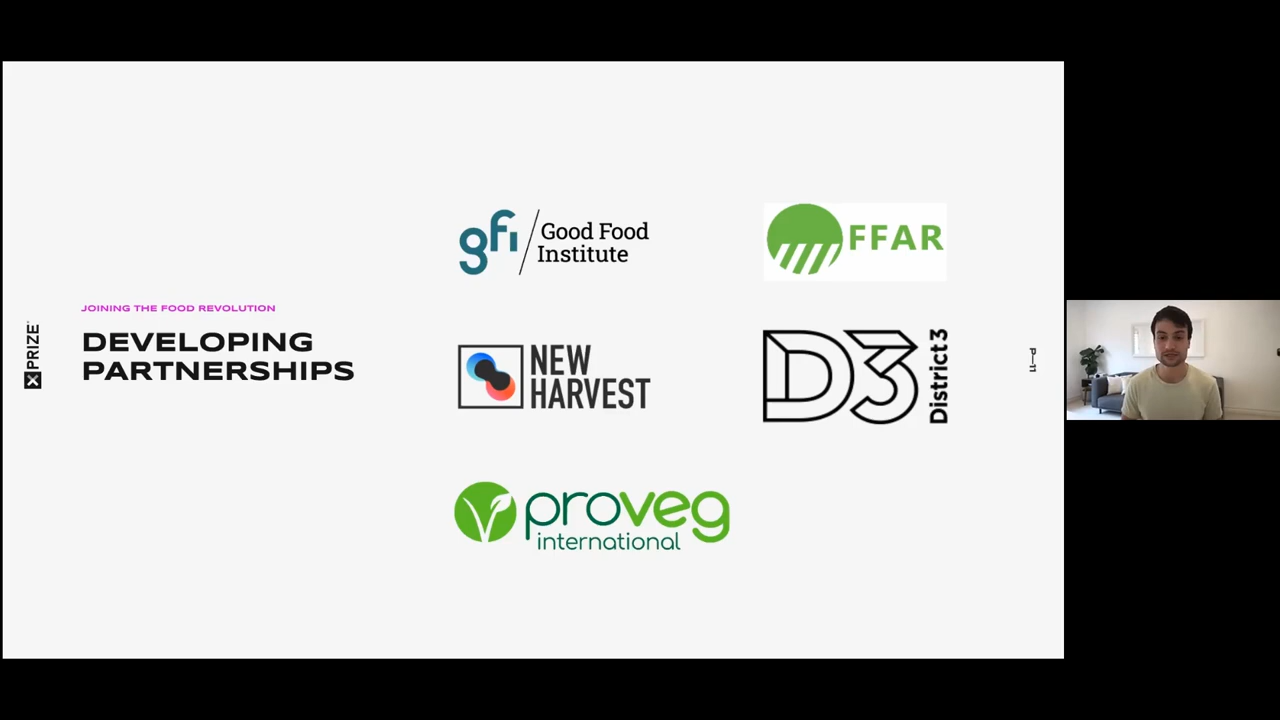 XPRIZE
JOINING THE FOOD REVOLUTION
DEVELOPING
PARTNERSHIPS
gfi
Good Food
Institute
FFAR
NEW
HARVEST
D3
District 3
proveg
international
P—11